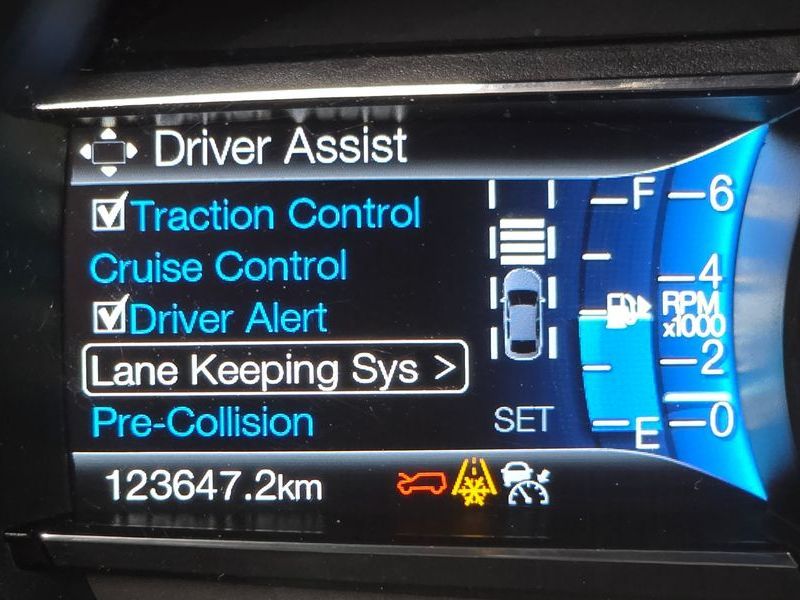 Driver Assist
Traction Control
Cruise Control
Driver Alert
Lane Keeping Sys >
Pre-Collision
SET
F
E
6
4
RPM
x1000
2
0
123647.2km